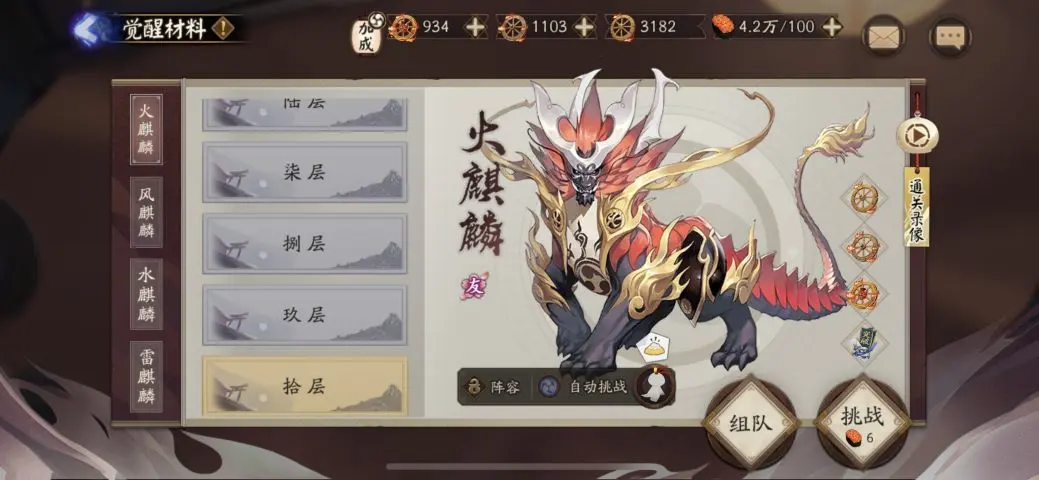 觉醒材料
加成
934
1103
3182
4.2万/100
火麒麟
风麒麟
水麒麟
雷麒麟
陆层
柒层
捌层
玖层
拾层
火麒麟
友
通关录像
阵容
自动挑战
组队
挑战
6